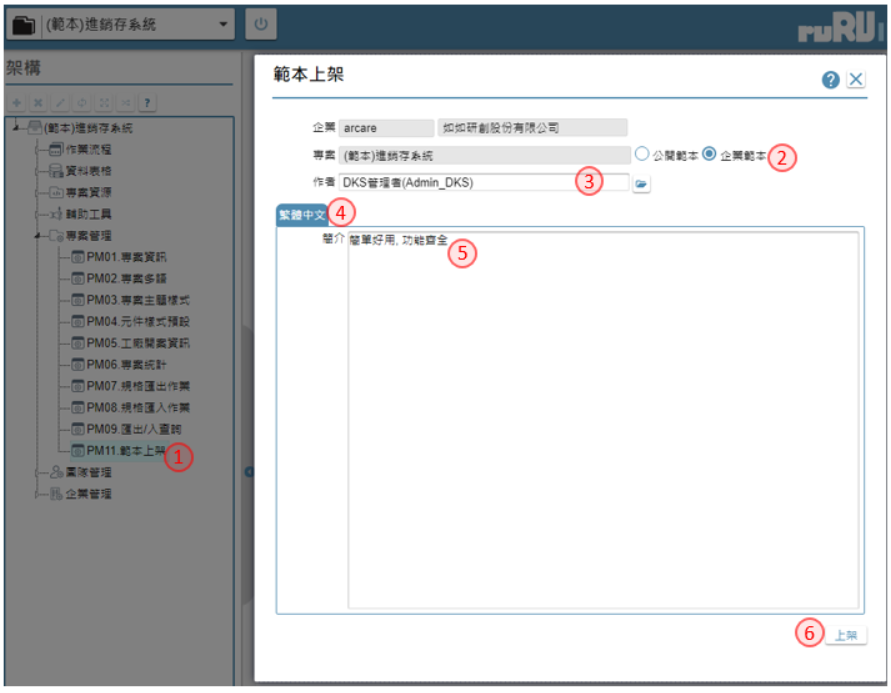 (範本)進銷存系統
ruRU
架構
?
(範本)進銷存系統
作業流程
資料表格
專案資源
輔助工具
專案管理
PM01.專案資訊
PM02.專案多語
PM03.專案主題樣式
PM04.元件樣式預設
PM05.工廠開案資訊
PM06.專案統計
PM07.規格匯出作業
PM08.規格匯入作業
PM09.匯出/入查詢
PM11.範本上架 1
團隊管理
企業管理
範本上架
?
企業 arcare 如如研創股份有限公司
專案 (範本)進銷存系統 公開範本 企業範本 2
作者 DKS管理者(Admin_DKS) 3
繁體中文 4
簡介 簡單好用, 功能齊全 5
6 上架